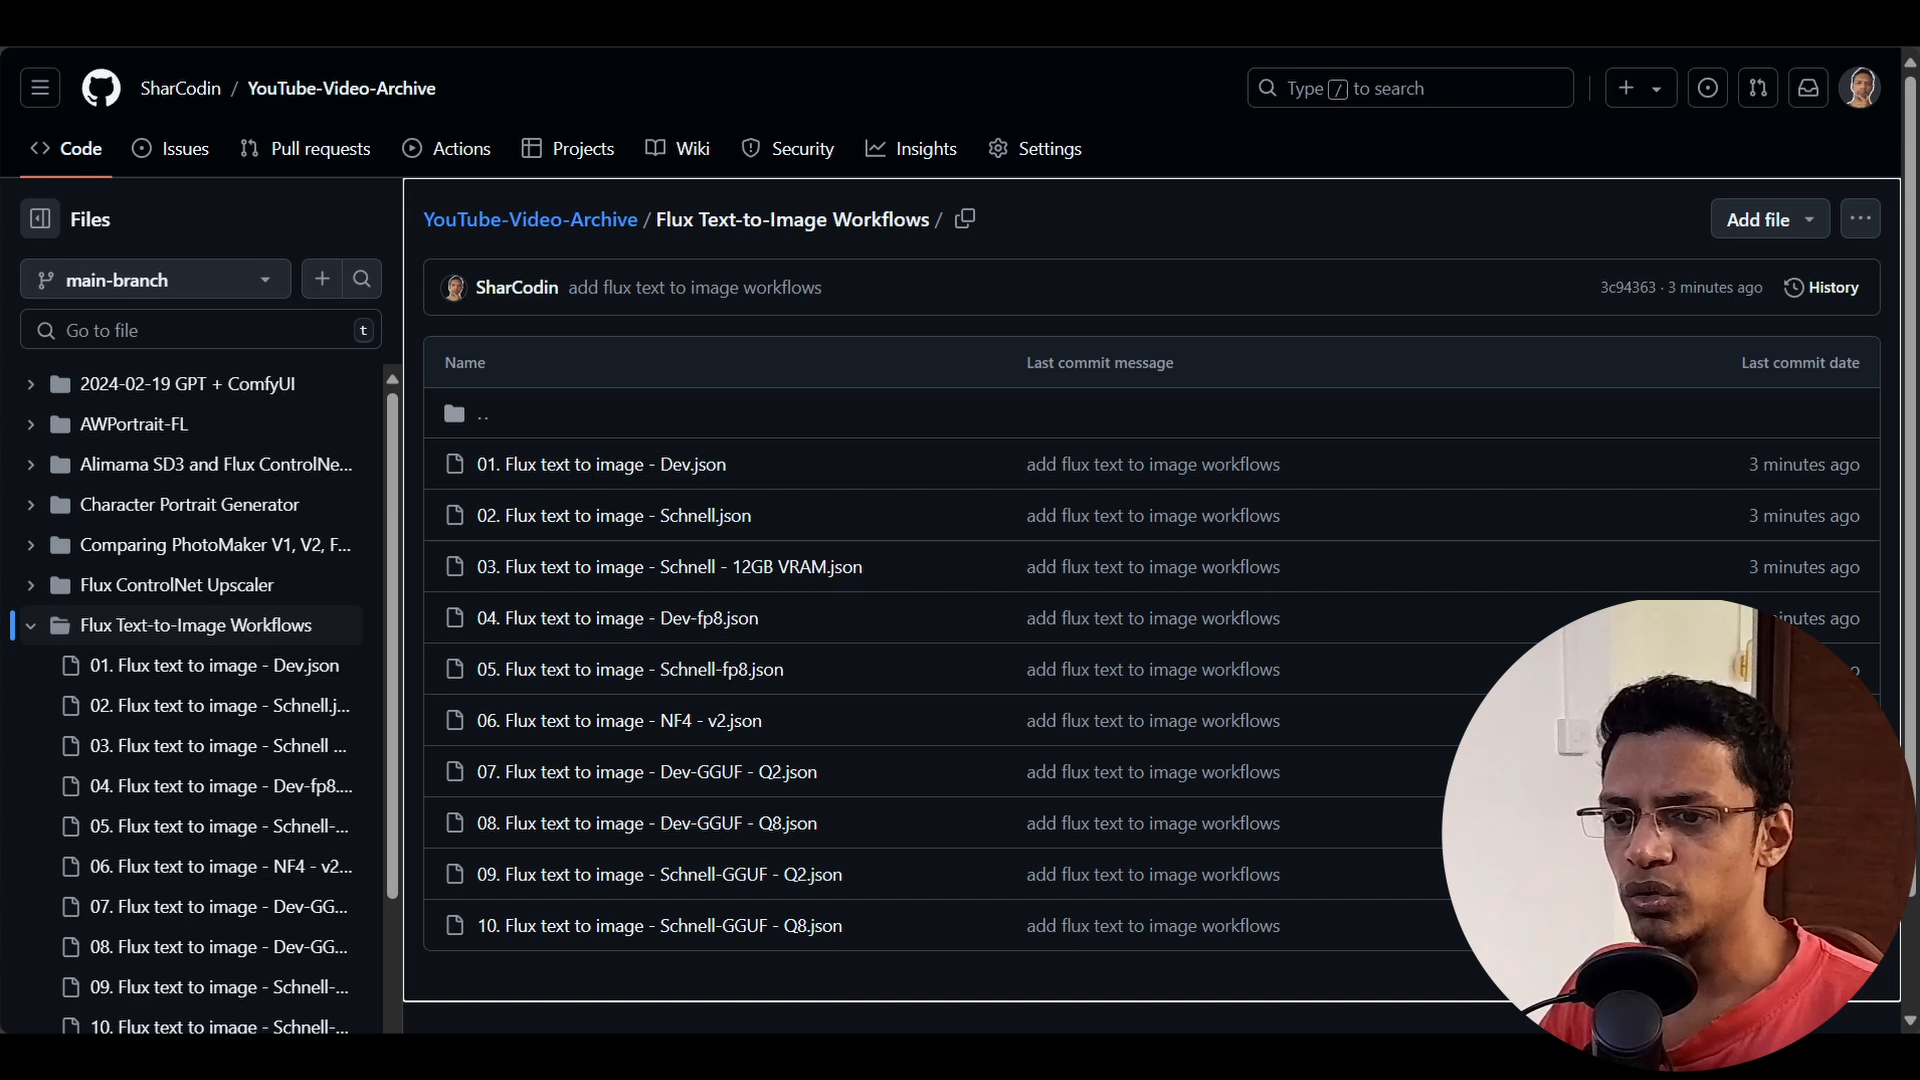 SharCodin / YouTube-Video-Archive
Type / to search
Code
Issues
Pull requests
Actions
Projects
Wiki
Security
Insights
Settings
Files
main-branch
Go to file
t
2024-02-19 GPT + ComfyUI
AWPortrait-FL
Alimama SD3 and Flux ControlNe...
Character Portrait Generator
Comparing PhotoMaker V1, V2, F...
Flux ControlNet Upscaler
Flux Text-to-Image Workflows
01. Flux text to image - Dev.json
02. Flux text to image - Schnell.j...
03. Flux text to image - Schnell ...
04. Flux text to image - Dev-fp8....
05. Flux text to image - Schnell-...
06. Flux text to image - NF4 - v2...
07. Flux text to image - Dev-GG...
08. Flux text to image - Dev-GG...
09. Flux text to image - Schnell-...
10. Flux text to image - Schnell-...
YouTube-Video-Archive / Flux Text-to-Image Workflows /
Add file
...
SharCodin add flux text to image workflows
3c94363 · 3 minutes ago
History
Name Last commit message Last commit date
..
01. Flux text to image - Dev.json add flux text to image workflows 3 minutes ago
02. Flux text to image - Schnell.json add flux text to image workflows 3 minutes ago
03. Flux text to image - Schnell - 12GB VRAM.json add flux text to image workflows 3 minutes ago
04. Flux text to image - Dev-fp8.json add flux text to image workflows ago
05. Flux text to image - Schnell-fp8.json add flux text to image workflows
06. Flux text to image - NF4 - v2.json add flux text to image workflows
07. Flux text to image - Dev-GGUF - Q2.json add flux text to image workflows
08. Flux text to image - Dev-GGUF - Q8.json add flux text to image workflows
09. Flux text to image - Schnell-GGUF - Q2.json add flux text to image workflows
10. Flux text to image - Schnell-GGUF - Q8.json add flux text to image workflows